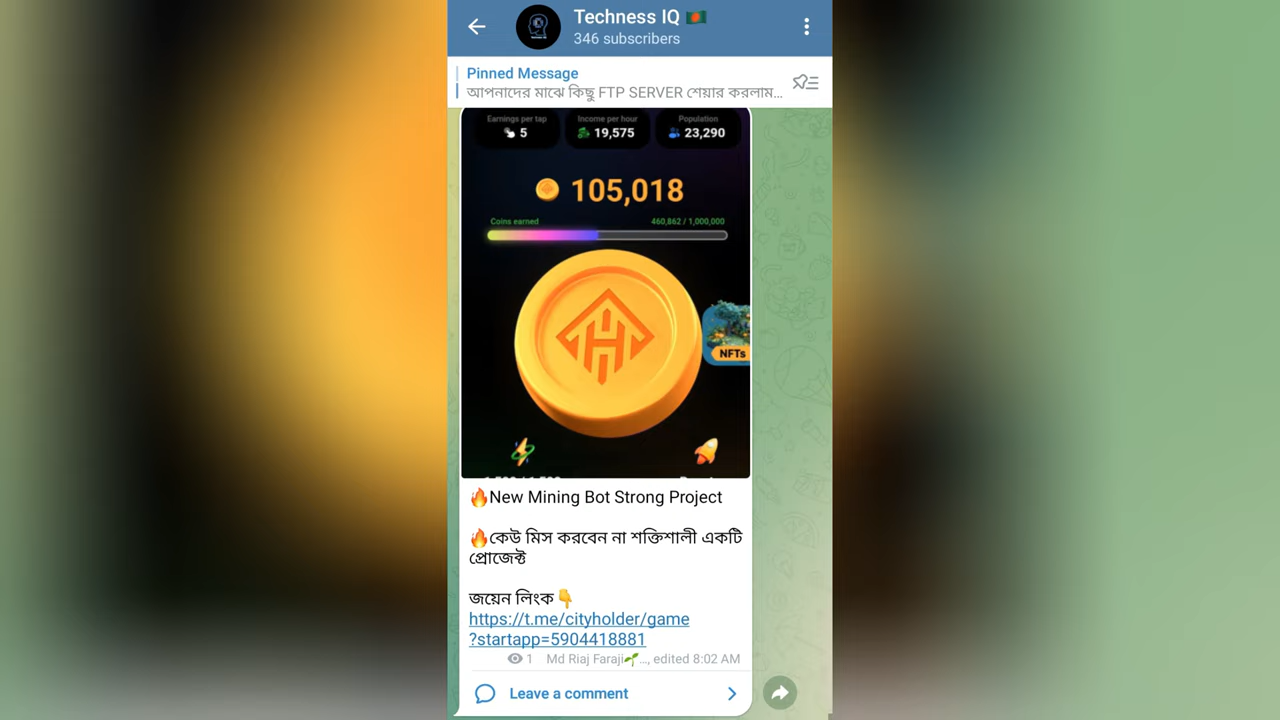 Techness IQ 🇧🇩
346 subscribers
Pinned Message
আপনাদের মাঝে কিছু FTP SERVER শেয়ার করলাম...
Earnings per tap
5
Income per hour
19,575
Population
23,290
105,018
Coins earned
460,862 / 1,000,000
NFTs
🔥New Mining Bot Strong Project
🔥কেউ মিস করবেন না শক্তিশালী একটি
প্রোজেক্ট
জয়েন লিংক👇
https://t.me/cityholder/game
?startapp=5904418881
1 Md Riaj Faraji🌱..., edited 8:02 AM
Leave a comment